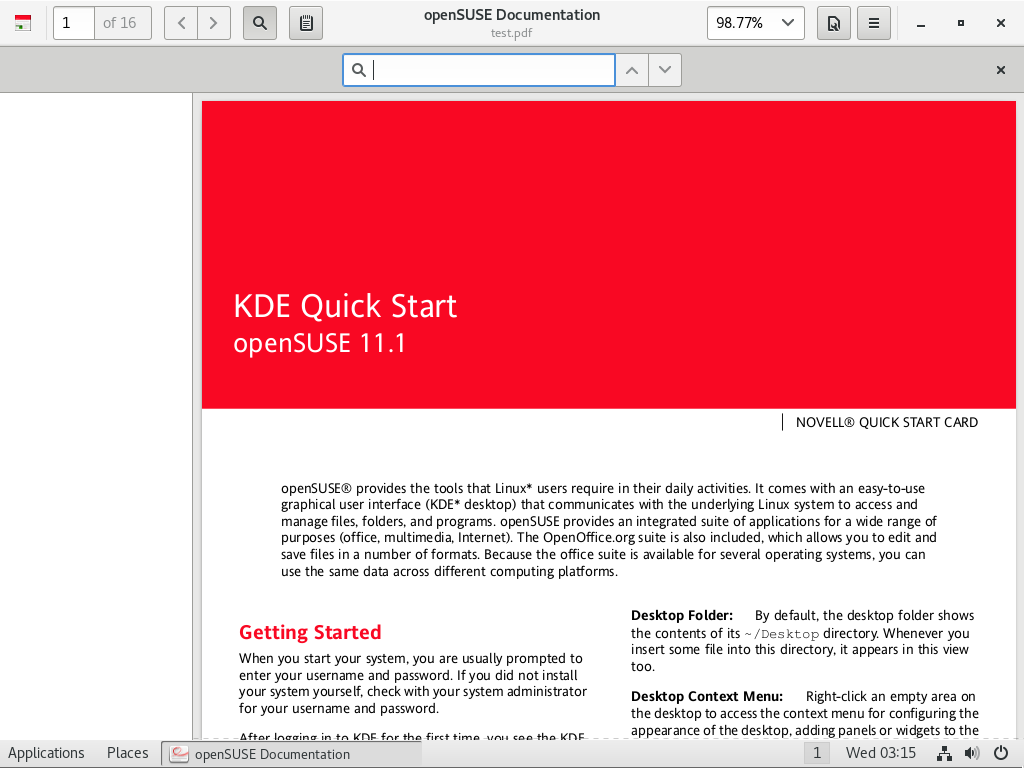 1 of 16
openSUSE Documentation
test.pdf
98.77%
KDE Quick Start
openSUSE 11.1
NOVELL® QUICK START CARD
openSUSE® provides the tools that Linux* users require in their daily activities. It comes with an easy-to-use
graphical user interface (KDE* desktop) that communicates with the underlying Linux system to access and
manage files, folders, and programs. openSUSE provides an integrated suite of applications for a wide range of
purposes (office, multimedia, Internet). The OpenOffice.org suite is also included, which allows you to edit and
save files in a number of formats. Because the office suite is available for several operating systems, you can
use the same data across different computing platforms.
Getting Started
When you start your system, you are usually prompted to
enter your username and password. If you did not install
your system yourself, check with your system administrator
for your username and password.
After logging in to KDE for the first time, you see the KDE
Desktop Folder: By default, the desktop folder shows
the contents of its ~/Desktop directory. Whenever you
insert some file into this directory, it appears in this view
too.
Desktop Context Menu: Right-click an empty area on
the desktop to access the context menu for configuring the
appearance of the desktop, adding panels or widgets to the
Applications Places openSUSE Documentation 1 Wed 03:15